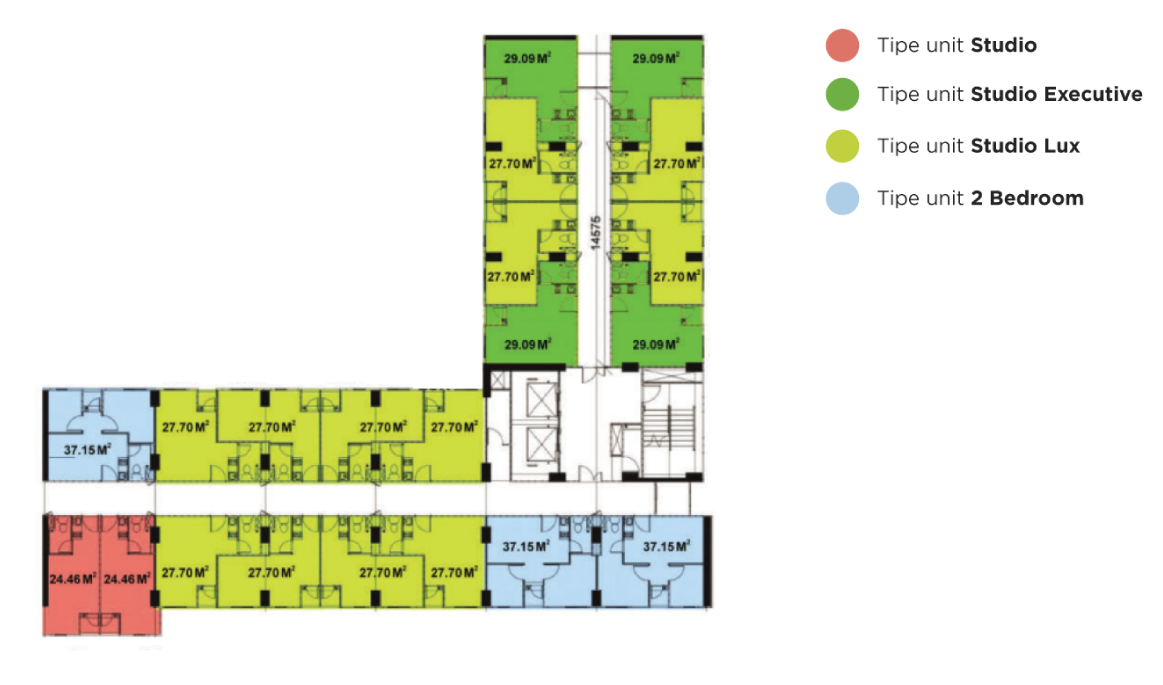 Tipe unit Studio
Tipe unit Studio Executive
Tipe unit Studio Lux
Tipe unit 2 Bedroom
29.09 M² 29.09 M²
27.70 M² 27.70 M²
14575
27.70 M² 27.70 M²
29.09 M² 29.09 M²
27.70 M² 27.70 M² 27.70 M² 27.70 M²
37.15 M²
37.15 M² 37.15 M²
24.46 M² 24.46 M² 27.70 M² 27.70 M² 27.70 M² 27.70 M²